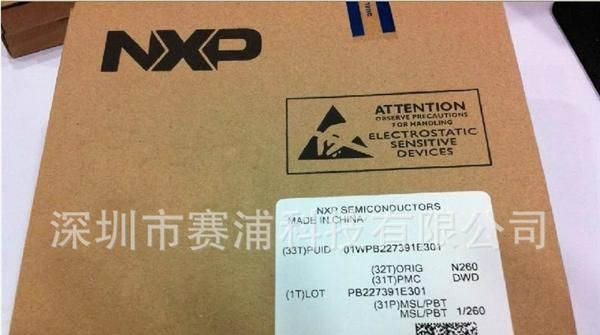 NXP
ATTENTION
OBSERVE PRECAUTIONS
FOR HANDLING
ELECTROSTATIC
SENSITIVE
DEVICES
NXP SEMICONDUCTORS
MADE IN CHINA
深圳市赛浦科技有限公司
(33T)PUID 01WPB227391E301
(32T)ORIG N260
(31T)PMC DWD
(1T)LOT PB227391E301
(31P)MSL/PBT
MSL/PBT 1/260